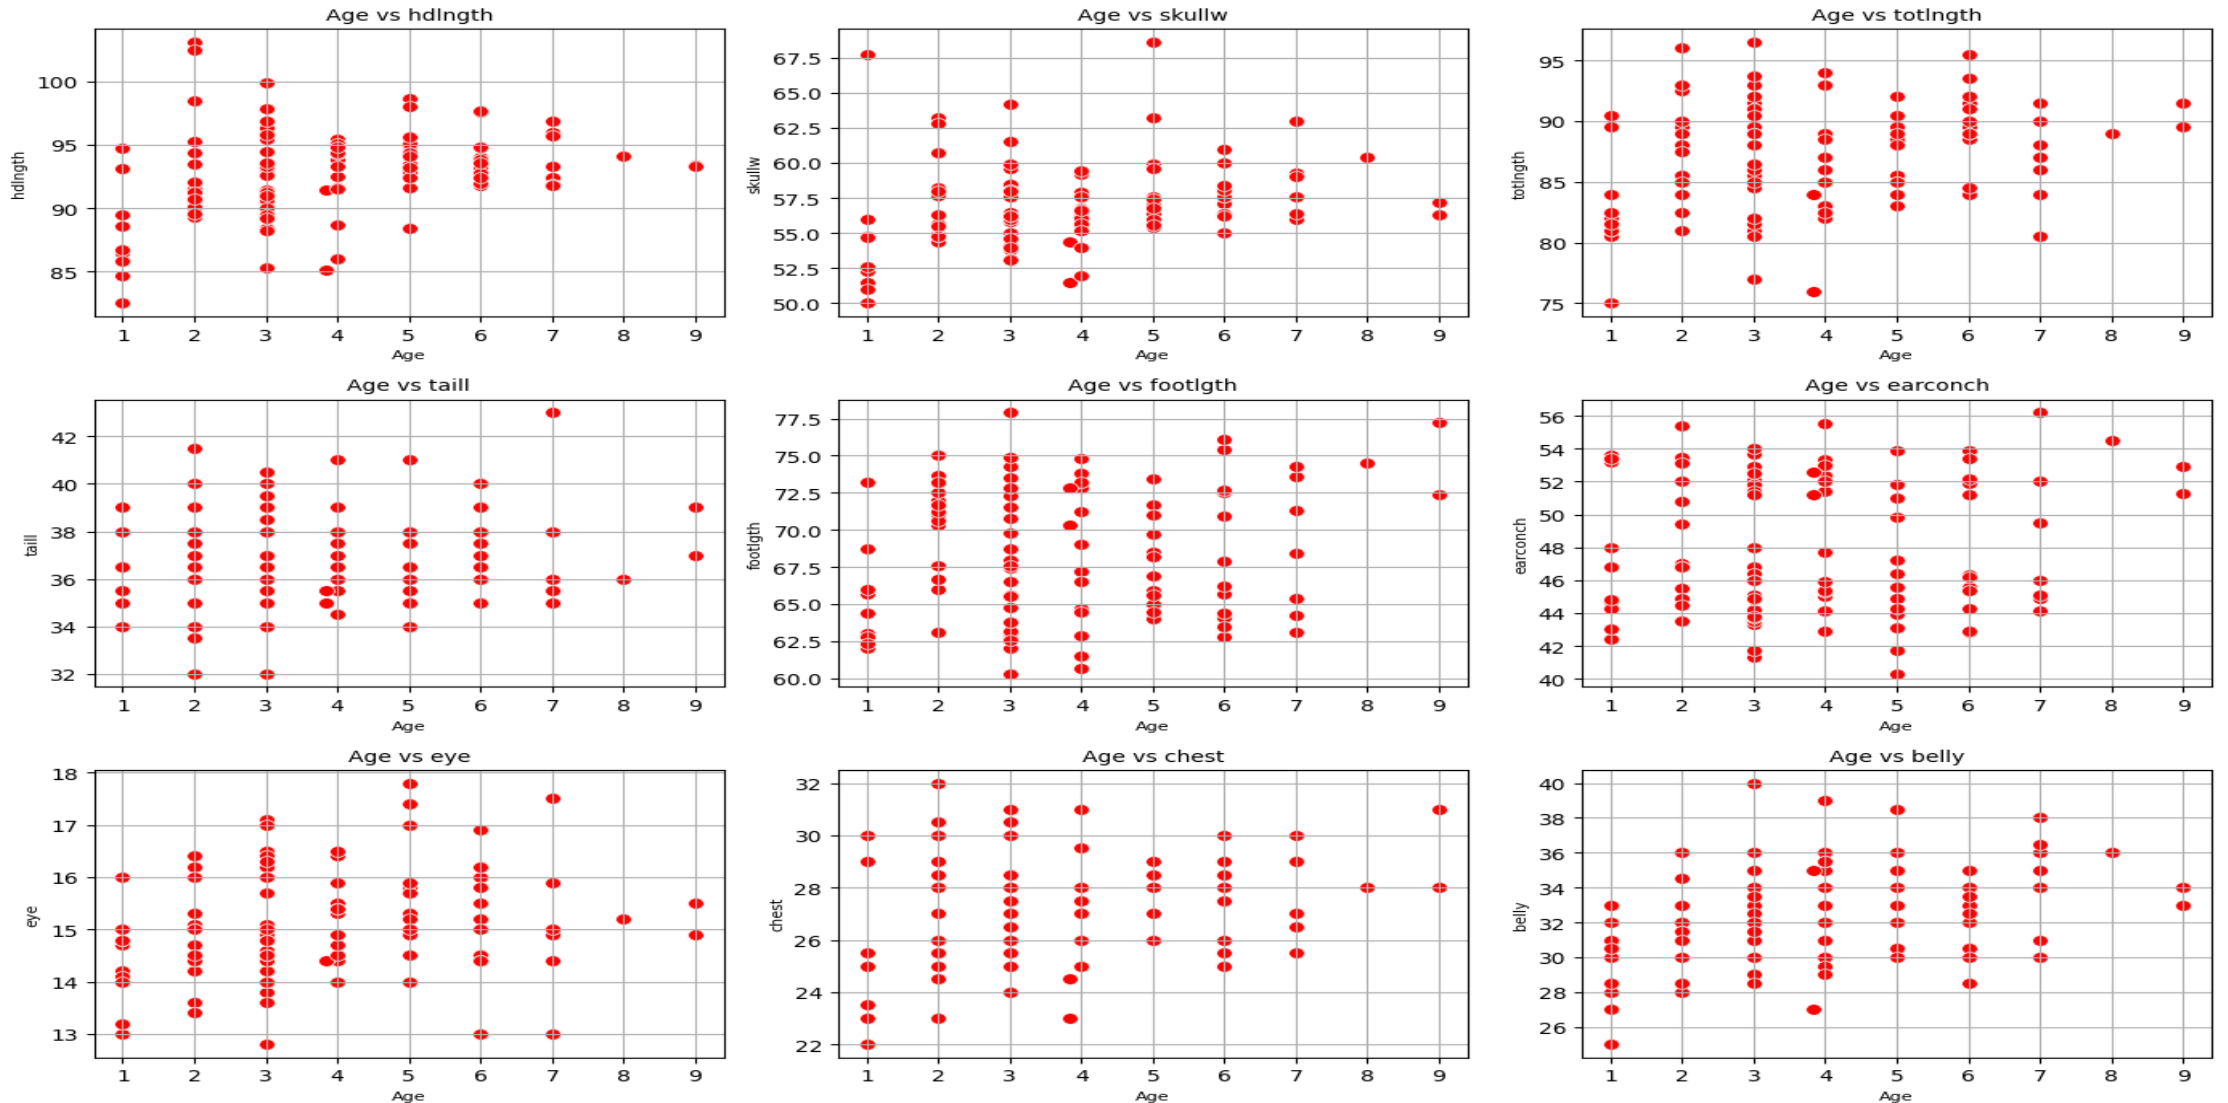 Age vs hdlngth
hdlngth
100
95
90
85
1 2 3 4 5 6 7 8 9
Age
Age vs skullw
skullw
67.5
65.0
62.5
60.0
57.5
55.0
52.5
50.0
1 2 3 4 5 6 7 8 9
Age
Age vs totlngth
totlngth
95
90
85
80
75
1 2 3 4 5 6 7 8 9
Age
Age vs taill
taill
42
40
38
36
34
32
1 2 3 4 5 6 7 8 9
Age
Age vs footlgth
footlgth
77.5
75.0
72.5
70.0
67.5
65.0
62.5
60.0
1 2 3 4 5 6 7 8 9
Age
Age vs earconch
earconch
56
54
52
50
48
46
44
42
40
1 2 3 4 5 6 7 8 9
Age
Age vs eye
eye
18
17
16
15
14
13
1 2 3 4 5 6 7 8 9
Age
Age vs chest
chest
32
30
28
26
24
22
1 2 3 4 5 6 7 8 9
Age
Age vs belly
belly
40
38
36
34
32
30
28
26
1 2 3 4 5 6 7 8 9
Age